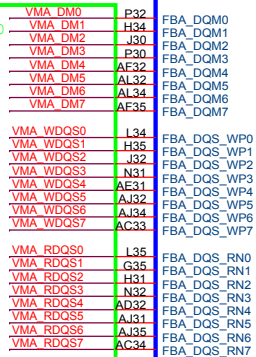 VMA_DM0 P32 FBA_DQM0
VMA_DM1 H34 FBA_DQM1
VMA_DM2 J30 FBA_DQM2
VMA_DM3 P30 FBA_DQM3
VMA_DM4 AF32 FBA_DQM4
VMA_DM5 AL32 FBA_DQM5
VMA_DM6 AL34 FBA_DQM6
VMA_DM7 AF35 FBA_DQM7
VMA_WDQS0 L34 FBA_DQS_WP0
VMA_WDQS1 H35 FBA_DQS_WP1
VMA_WDQS2 J32 FBA_DQS_WP2
VMA_WDQS3 N31 FBA_DQS_WP3
VMA_WDQS4 AE31 FBA_DQS_WP4
VMA_WDQS5 AJ32 FBA_DQS_WP5
VMA_WDQS6 AJ34 FBA_DQS_WP6
VMA_WDQS7 AC33 FBA_DQS_WP7
VMA_RDQS0 L35 FBA_DQS_RN0
VMA_RDQS1 G35 FBA_DQS_RN1
VMA_RDQS2 H31 FBA_DQS_RN2
VMA_RDQS3 N32 FBA_DQS_RN3
VMA_RDQS4 AD32 FBA_DQS_RN4
VMA_RDQS5 AJ31 FBA_DQS_RN5
VMA_RDQS6 AJ35 FBA_DQS_RN6
VMA_RDQS7 AC34 FBA_DQS_RN7